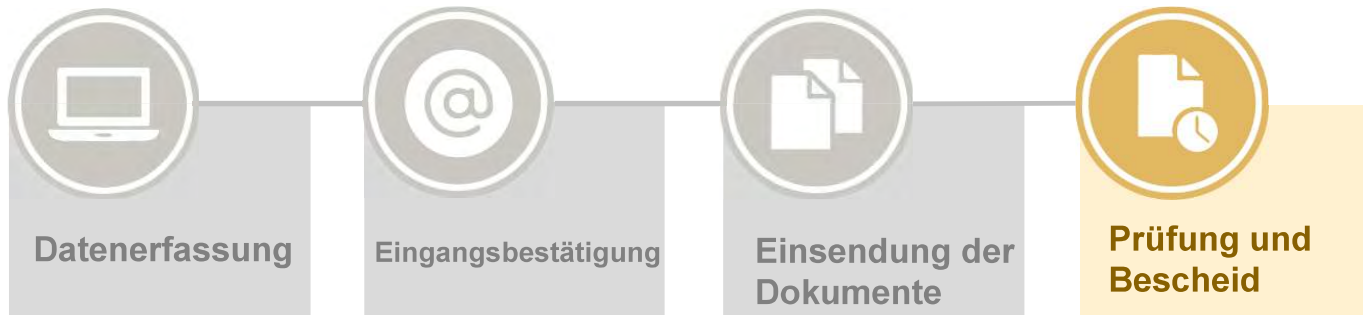 Datenerfassung
Eingangsbestätigung
Einsendung der
Dokumente
Prüfung und
Bescheid